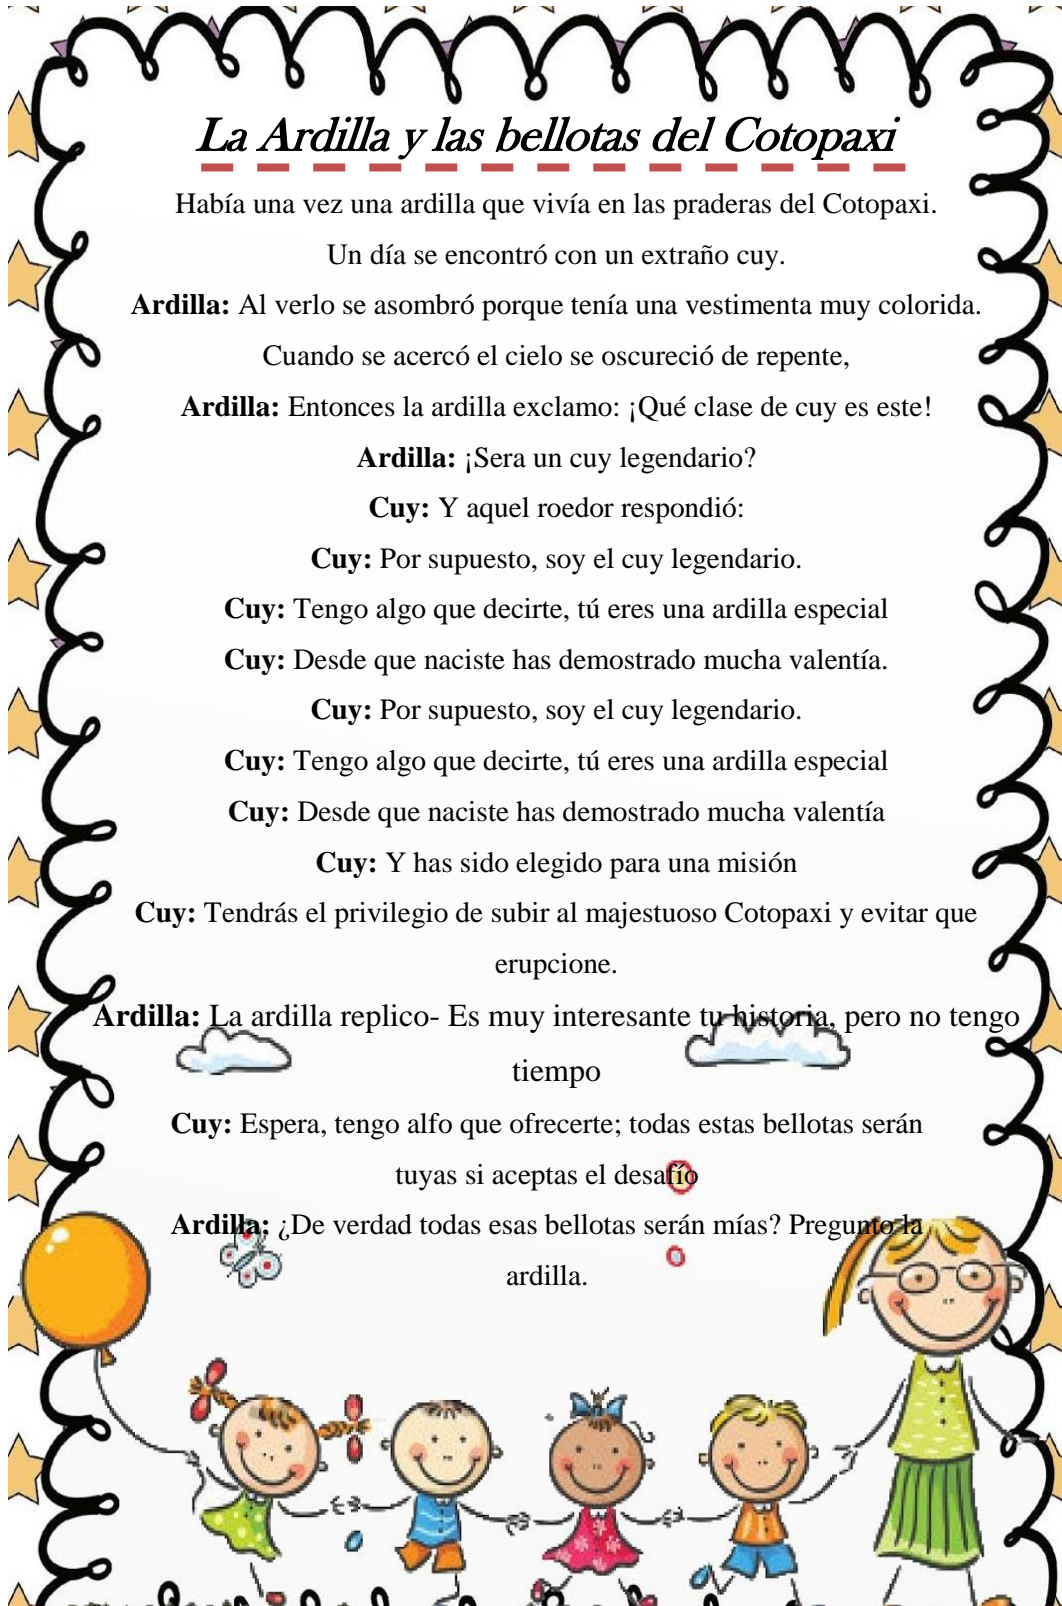 La Ardilla y las bellotas del Cotopaxi
Había una vez una ardilla que vivía en las praderas del Cotopaxi.
Un día se encontró con un extraño cuy.
Ardilla: Al verlo se asombró porque tenía una vestimenta muy colorida.
Cuando se acercó el cielo se oscureció de repente,
Ardilla: Entonces la ardilla exclamo: ¡Qué clase de cuy es este!
Ardilla: ¡Sera un cuy legendario?
Cuy: Y aquel roedor respondió:
Cuy: Por supuesto, soy el cuy legendario.
Cuy: Tengo algo que decirte, tú eres una ardilla especial
Cuy: Desde que naciste has demostrado mucha valentía.
Cuy: Por supuesto, soy el cuy legendario.
Cuy: Tengo algo que decirte, tú eres una ardilla especial
Cuy: Desde que naciste has demostrado mucha valentía
Cuy: Y has sido elegido para una misión
Cuy: Tendrás el privilegio de subir al majestuoso Cotopaxi y evitar que
erupcione.
Ardilla: La ardilla replico- Es muy interesante tu historia, pero no tengo
tiempo
Cuy: Espera, tengo alfo que ofrecerte; todas estas bellotas serán
tuyas si aceptas el desafío
Ardilla: ¿De verdad todas esas bellotas serán mías? Pregunto la
ardilla.